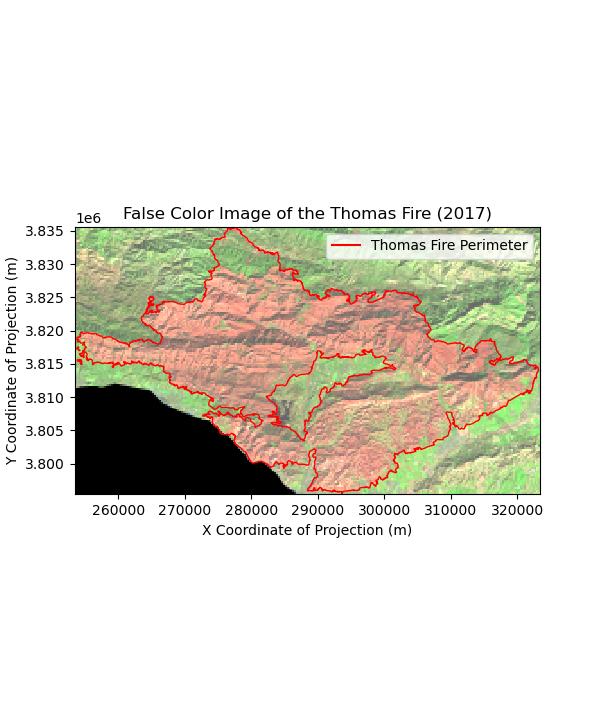 False Color Image of the Thomas Fire (2017)
1e6
Thomas Fire Perimeter
3.835
3.830
3.825
3.820
3.815
3.810
3.805
3.800
Y Coordinate of Projection (m)
260000 270000 280000 290000 300000 310000 320000
X Coordinate of Projection (m)